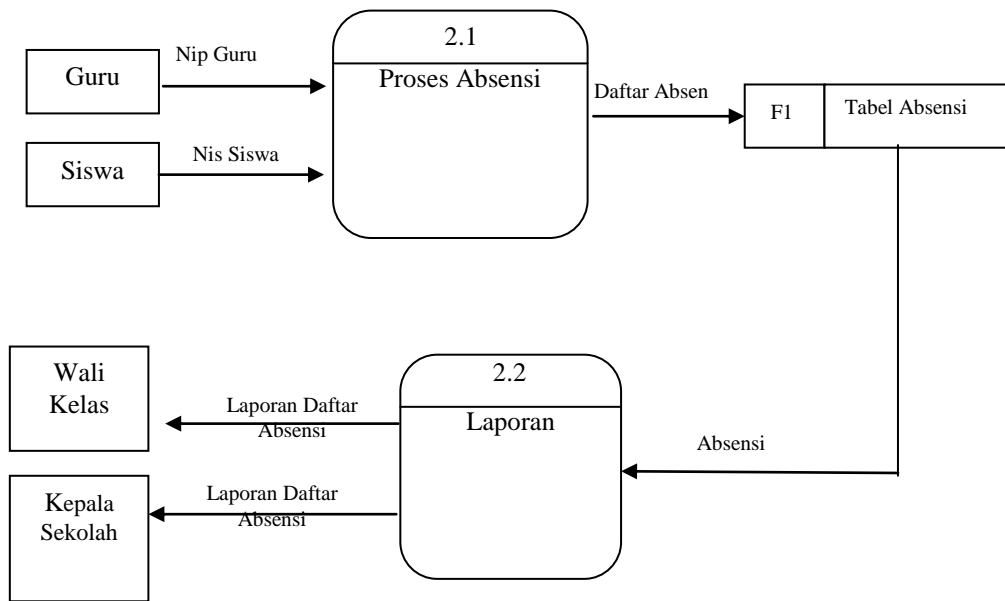 2.1
Nip Guru
Guru
Proses Absensi
Daftar Absen
F1
Tabel Absensi
Nis Siswa
Siswa
Wali
Kelas
2.2
Laporan Daftar
Absensi
Laporan
Absensi
Kepala
Sekolah
Laporan Daftar
Absensi